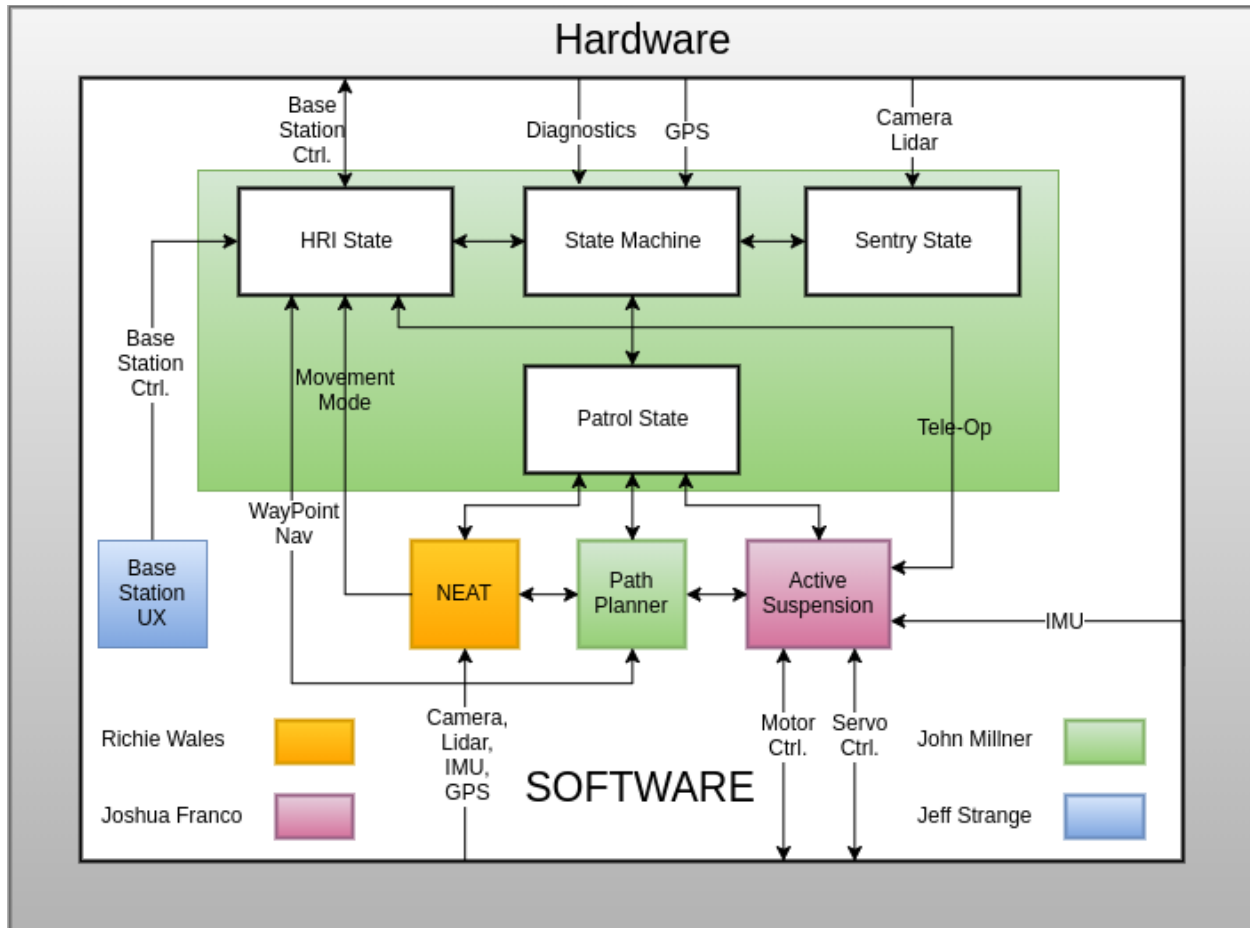 Hardware
Base
Station
Ctrl.
Diagnostics
GPS
Camera
Lidar
HRI State
State Machine
Sentry State
Base
Station
Ctrl.
Movement
Mode
Patrol State
Tele-Op
WayPoint
Nav
Base
Station
UX
NEAT
Path
Planner
Active
Suspension
IMU
Richie Wales
Camera,
Lidar,
IMU,
GPS
Motor
Ctrl.
Servo
Ctrl.
John Millner
SOFTWARE
Joshua Franco
Jeff Strange